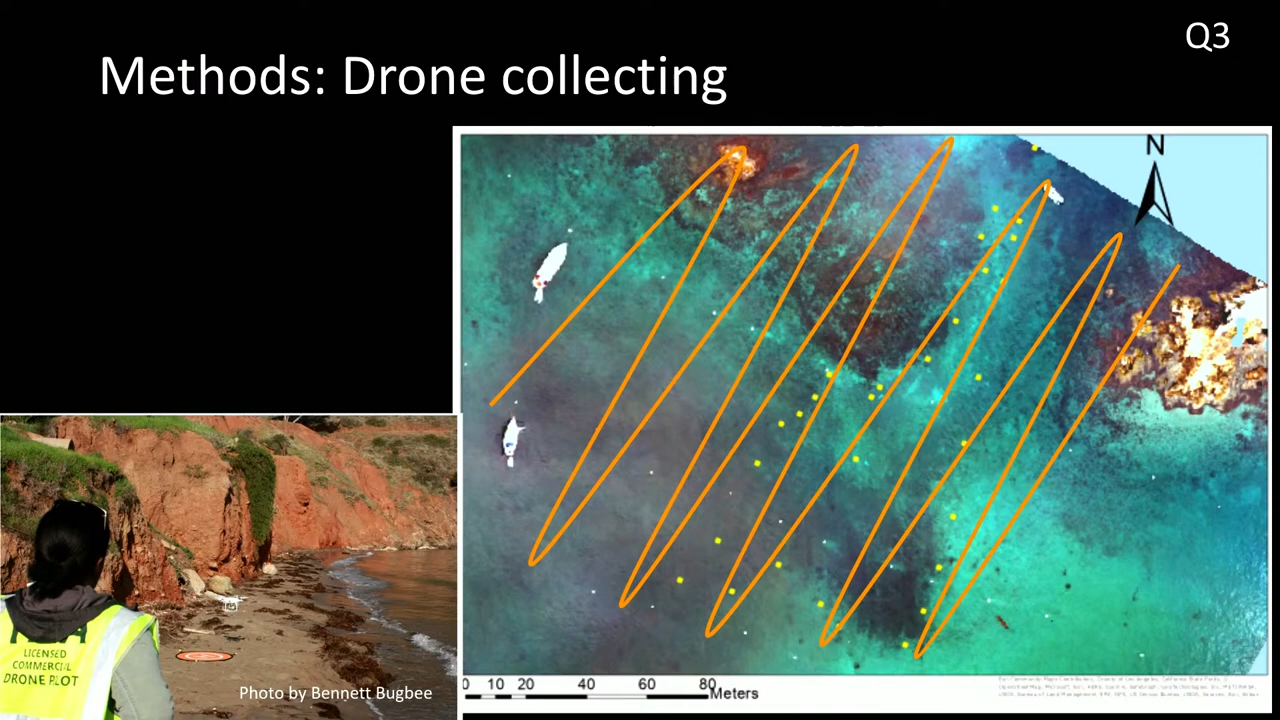 Q3
Methods: Drone collecting
N
LICENSED
COMMERCIAL
DRONE PILOT
Photo by Bennett Bugbee
0 10 20 40 60 80 Meters